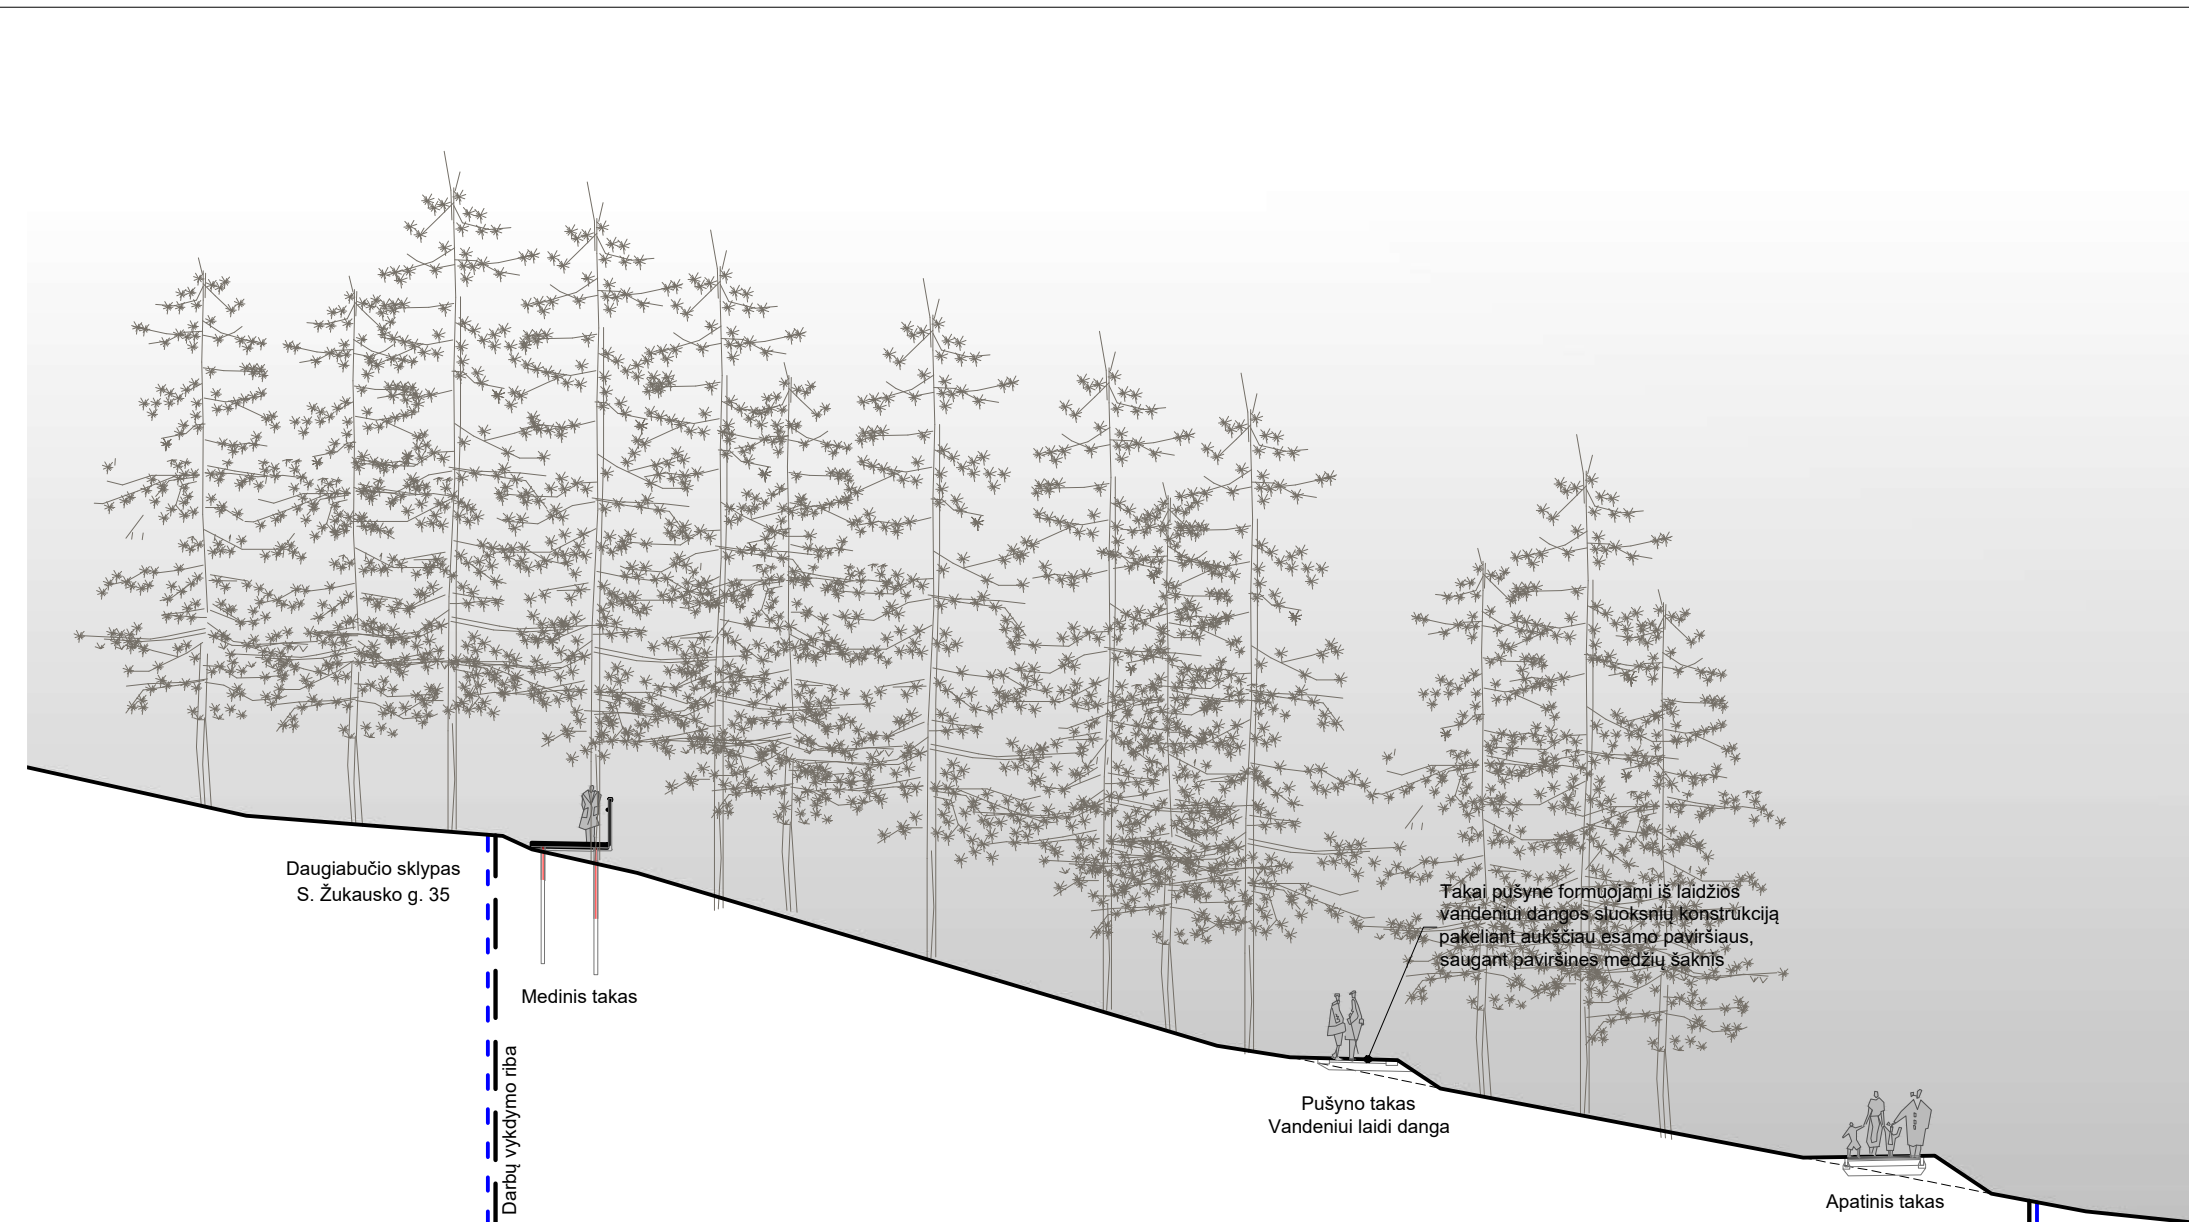 Daugiabučio sklypas
S. Žukausko g. 35
Medinis takas
Darbų vykdymo riba
Takai pušyne formuojami iš laidžios
vandeniui dangos sluoksnių konstrukciją
pakeliant aukščiau esamo paviršiaus,
saugant paviršines medžių šaknis
Pušyno takas
Vandeniui laidi danga
Apatinis takas